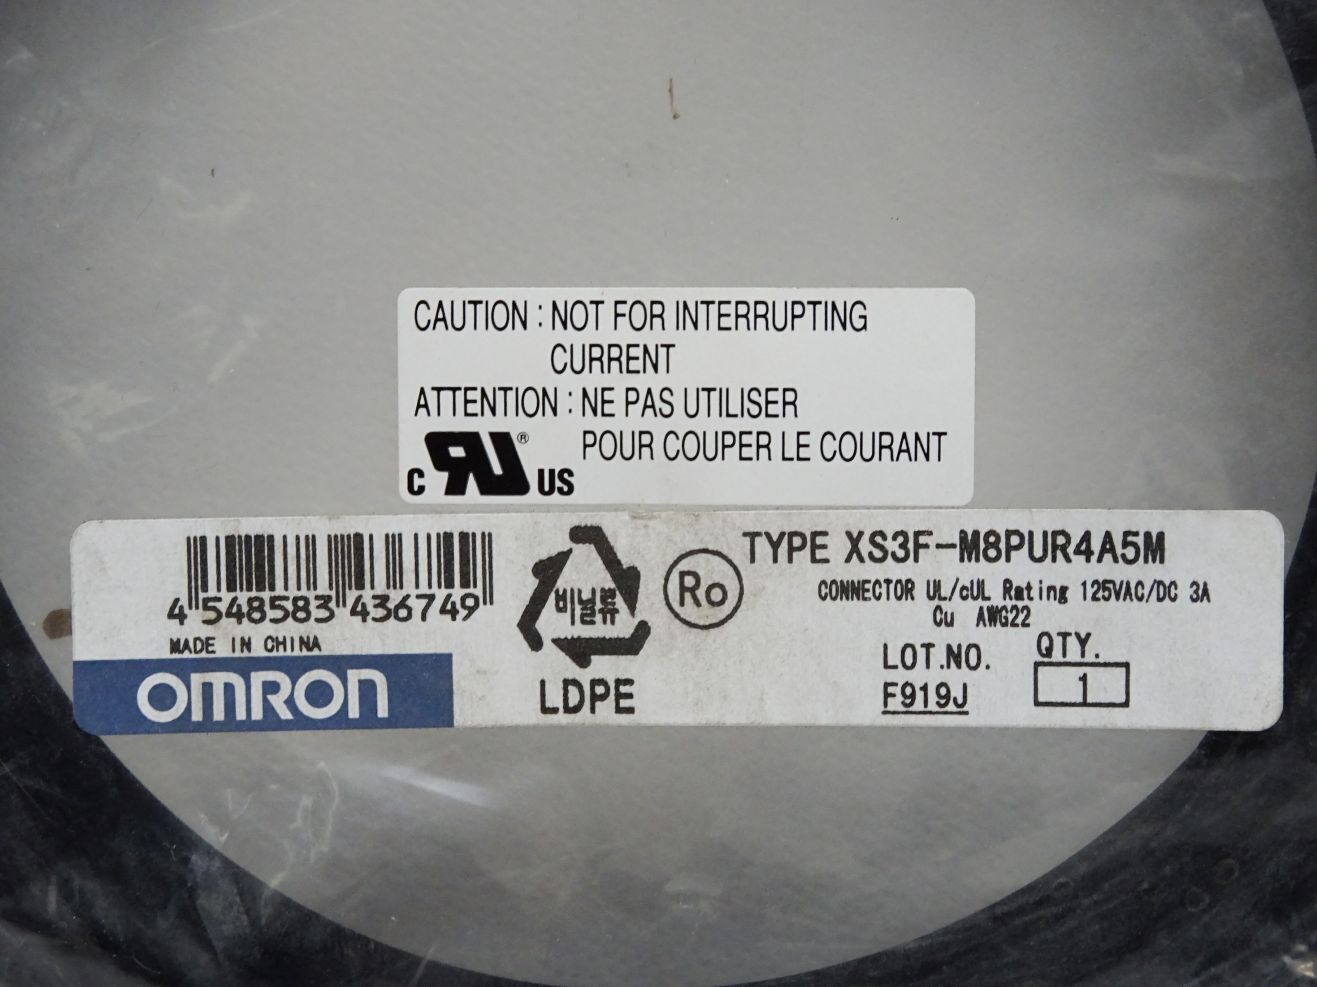 CAUTION : NOT FOR INTERRUPTING
CURRENT
ATTENTION : NE PAS UTILISER
POUR COUPER LE COURANT
C RU ® US
4 548583 436749
MADE IN CHINA
OMRON
비닐류
LDPE
Ro
TYPE XS3F-M8PUR4A5M
CONNECTOR UL/cUL Rating 125VAC/DC 3A
Cu AWG22
LOT.NO. QTY.
F919J 1